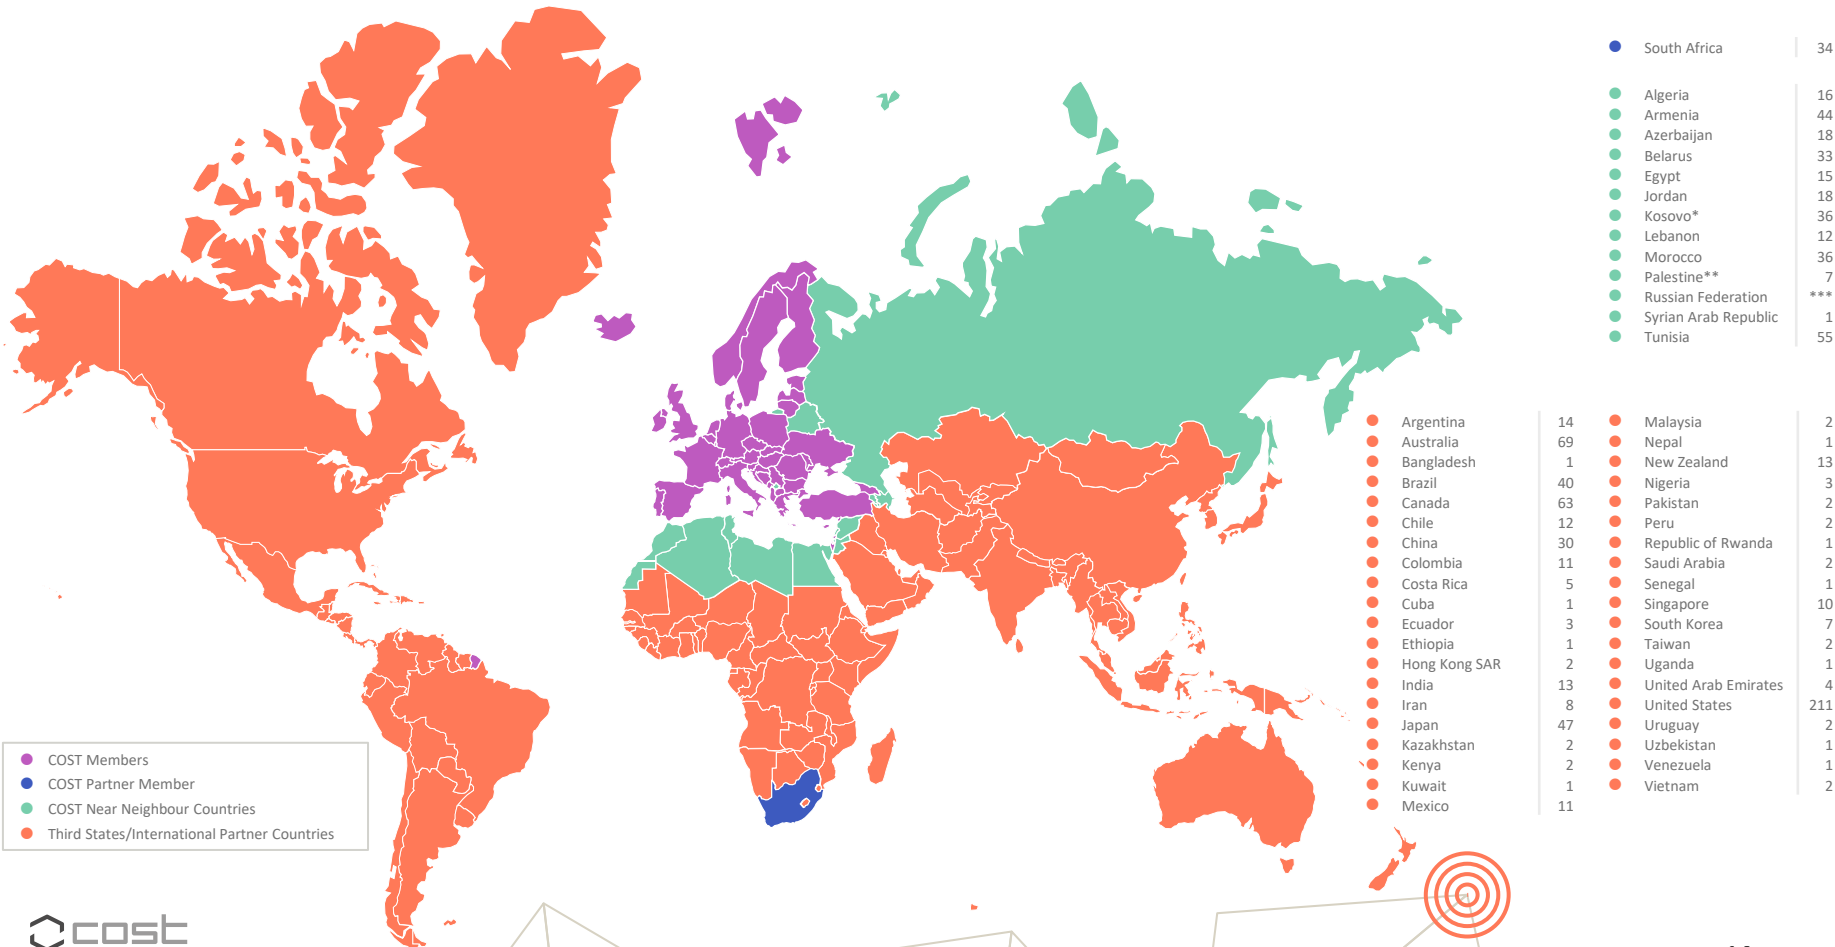 South Africa 34
Algeria 16
Armenia 44
Azerbaijan 18
Belarus 33
Egypt 15
Jordan 18
Kosovo* 36
Lebanon 12
Morocco 36
Palestine** 7
Russian Federation ***
Syrian Arab Republic 1
Tunisia 55
Argentina 14
Australia 69
Bangladesh 1
Brazil 40
Canada 63
Chile 12
China 30
Colombia 11
Costa Rica 5
Cuba 1
Ecuador 3
Ethiopia 1
Hong Kong SAR 2
India 13
Iran 8
Japan 47
Kazakhstan 2
Kenya 2
Kuwait 1
Mexico 11
Malaysia 2
Nepal 1
New Zealand 13
Nigeria 3
Pakistan 2
Peru 2
Republic of Rwanda 1
Saudi Arabia 2
Senegal 1
Singapore 10
South Korea 7
Taiwan 2
Uganda 1
United Arab Emirates 4
United States 211
Uruguay 2
Uzbekistan 1
Venezuela 1
Vietnam 2
COST Members
COST Partner Member
COST Near Neighbour Countries
Third States/International Partner Countries
cost